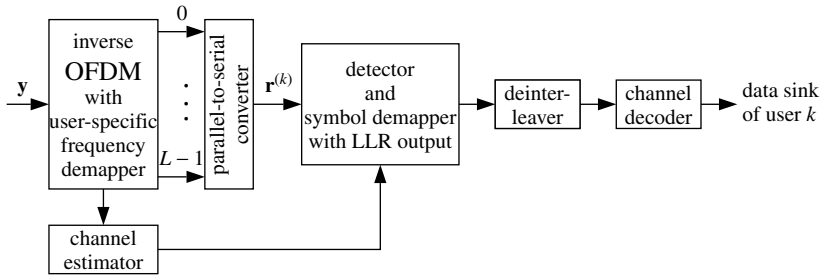 y
inverse
OFDM
with
user-specific
frequency
demapper
0
L − 1
parallel-to-serial
converter
r^(k)
detector
and
symbol demapper
with LLR output
deinter-
leaver
channel
decoder
data sink
of user k
channel
estimator